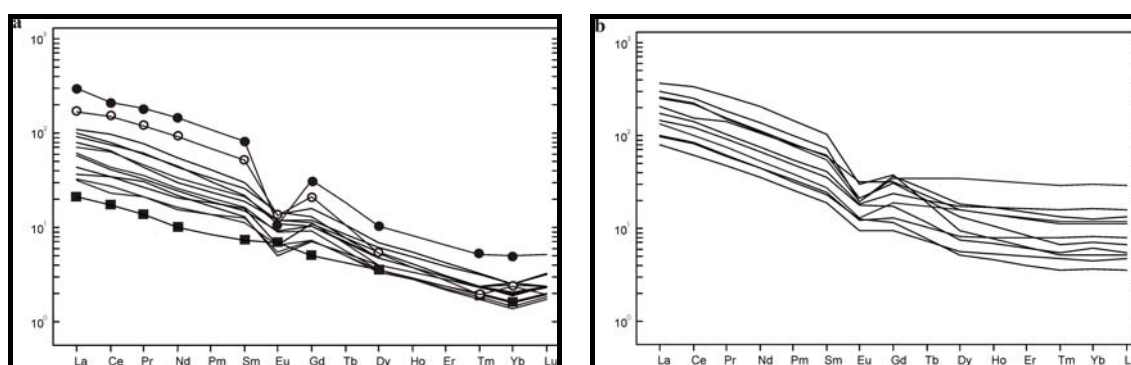 a
10³
10²
10¹
10⁰
La Ce Pr Nd Pm Sm Eu Gd Tb Dy Ho Er Tm Yb Lu
b
10³
10²
10¹
10⁰
La Ce Pr Nd Pm Sm Eu Gd Tb Dy Ho Er Tm Yb L